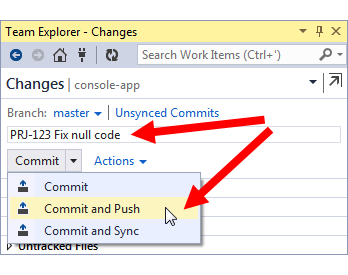 Team Explorer - Changes
Search Work Items (Ctrl+')
Changes | console-app
Branch: master | Unsynced Commits
PRJ-123 Fix null code
Commit Actions
Commit
Commit and Push
Commit and Sync
Untracked Files